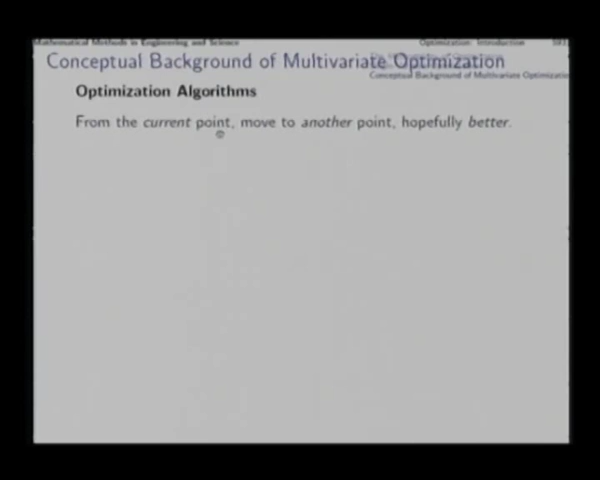 Mathematical Methods in Engineering and Science
Optimization: Introduction
Conceptual Background of Multivariate Optimization
Conceptual Background of Multivariate Optimizatio
Optimization Algorithms
From the current point, move to another point, hopefully better.